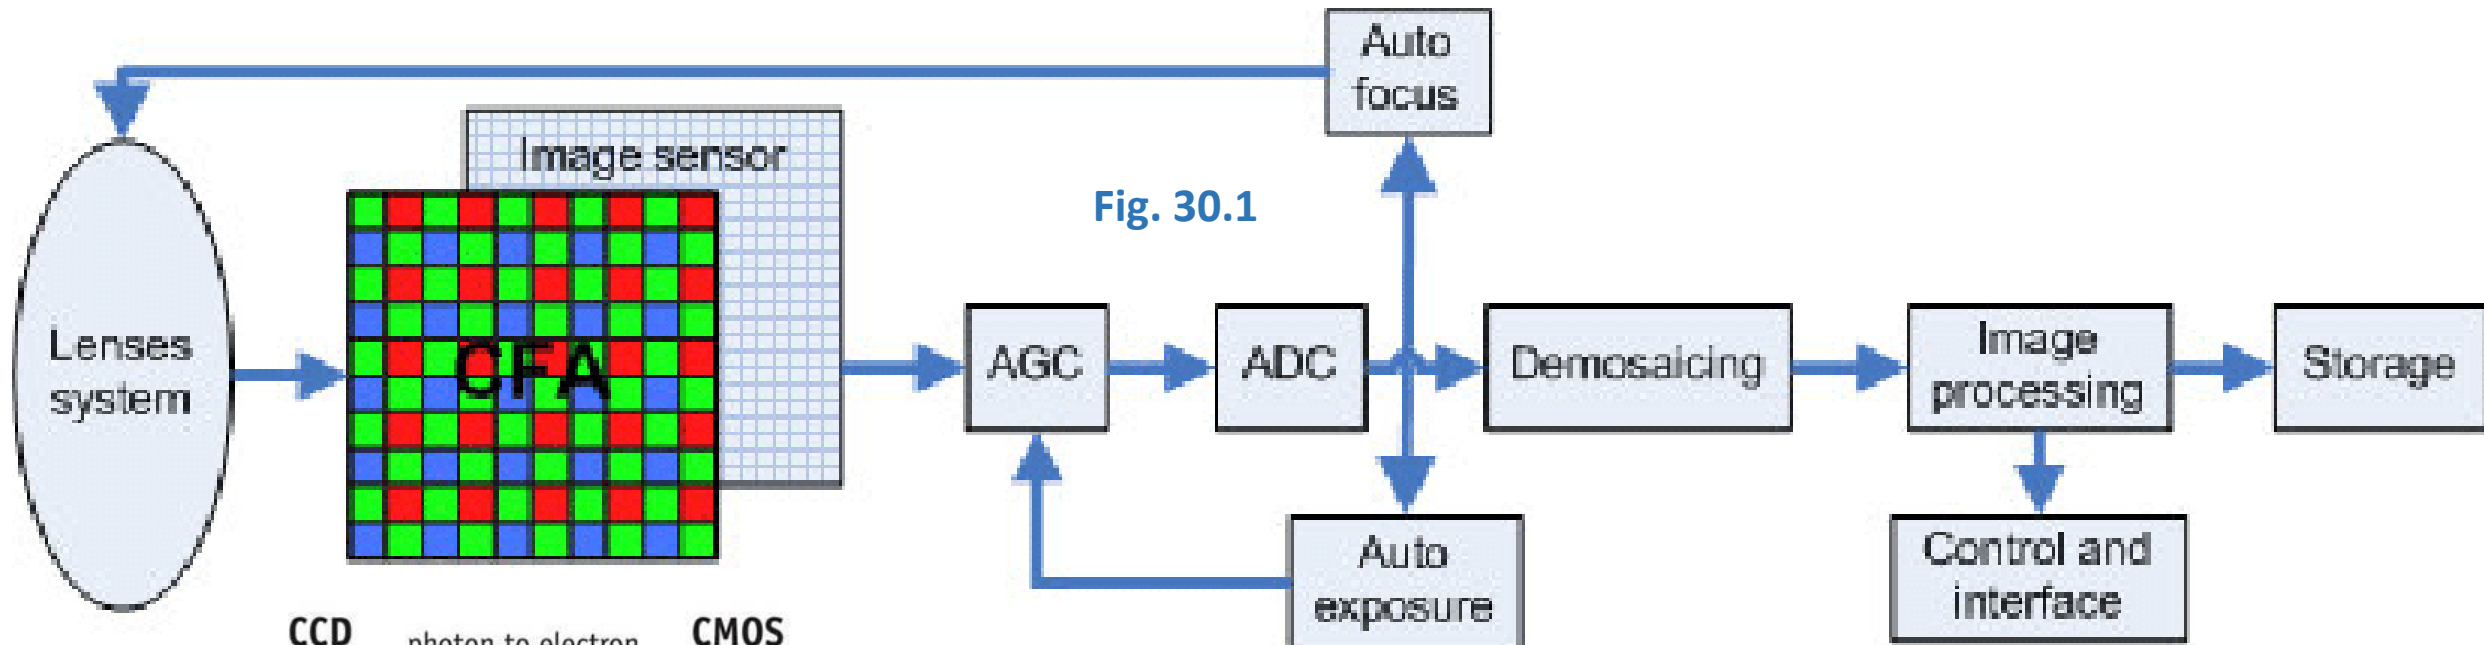 Auto
focus
Image sensor
Fig. 30.1
Lenses
system
CFA
AGC
ADC
Demosaicing
Image
processing
Storage
Auto
exposure
Control and
interface
CCD photon to electron CMOS